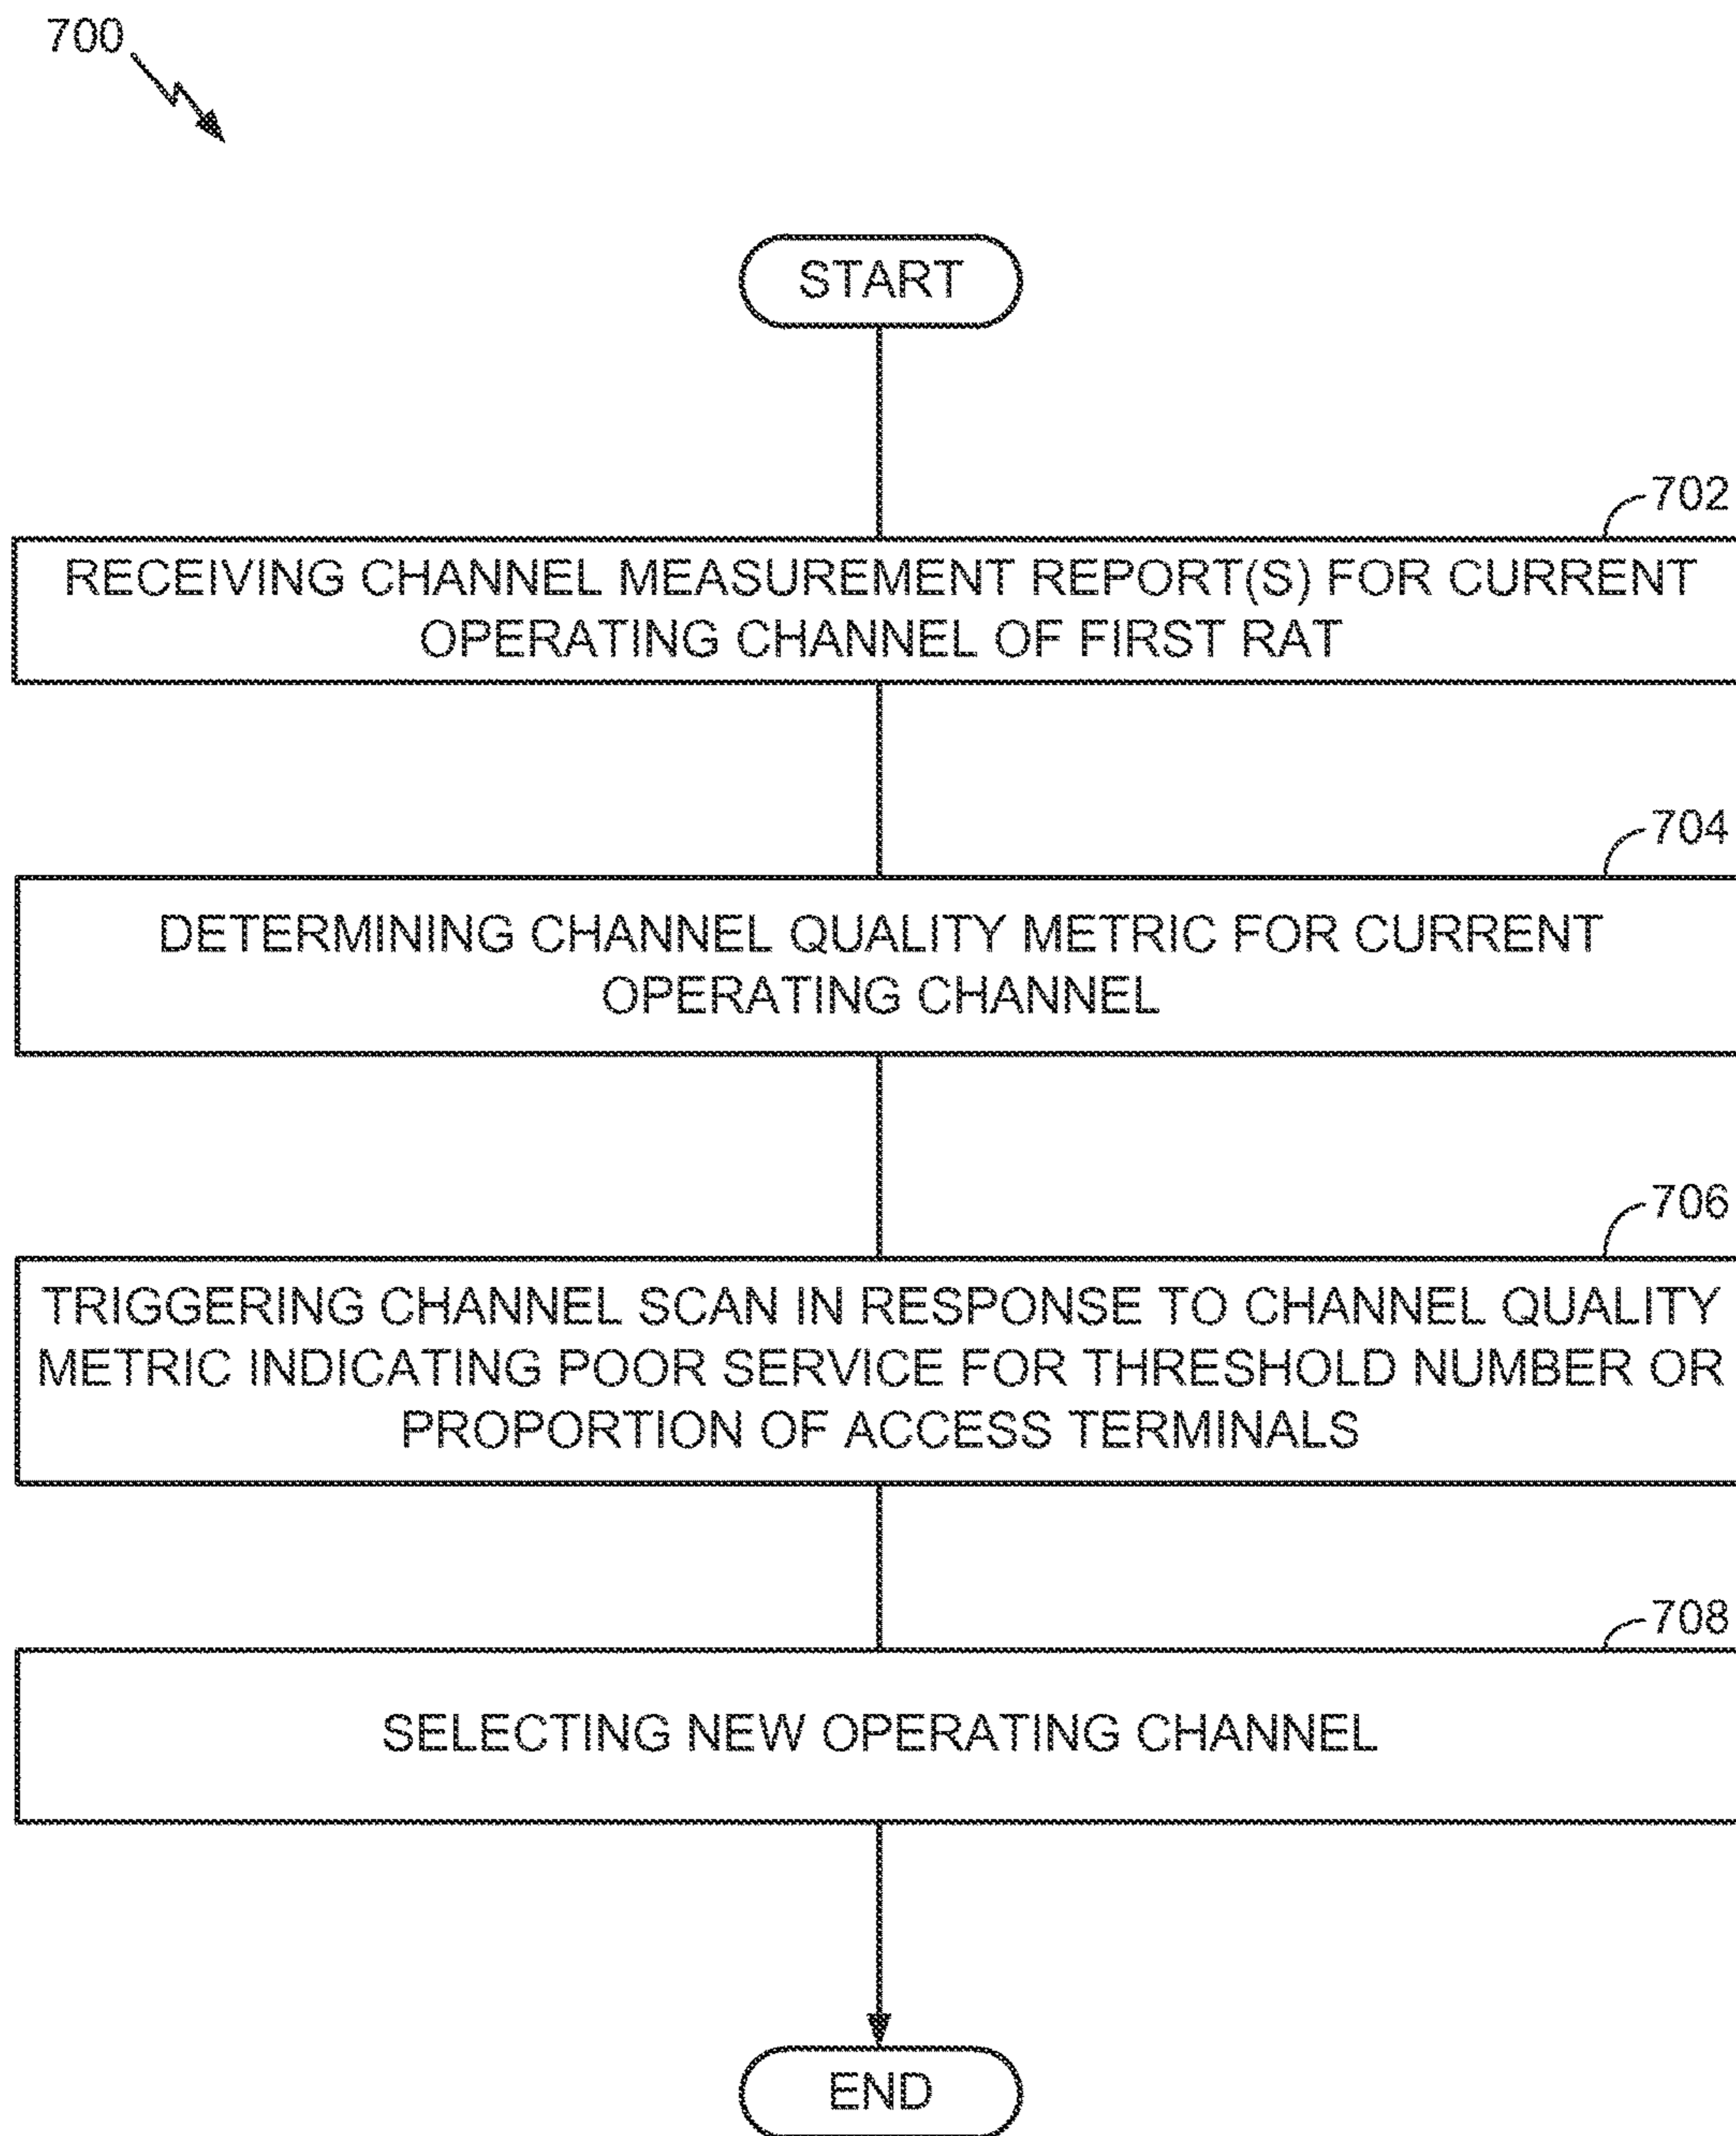 700
START
702
RECEIVING CHANNEL MEASUREMENT REPORT(S) FOR CURRENT
OPERATING CHANNEL OF FIRST RAT
704
DETERMINING CHANNEL QUALITY METRIC FOR CURRENT
OPERATING CHANNEL
706
TRIGGERING CHANNEL SCAN IN RESPONSE TO CHANNEL QUALITY
METRIC INDICATING POOR SERVICE FOR THRESHOLD NUMBER OR
PROPORTION OF ACCESS TERMINALS
708
SELECTING NEW OPERATING CHANNEL
END